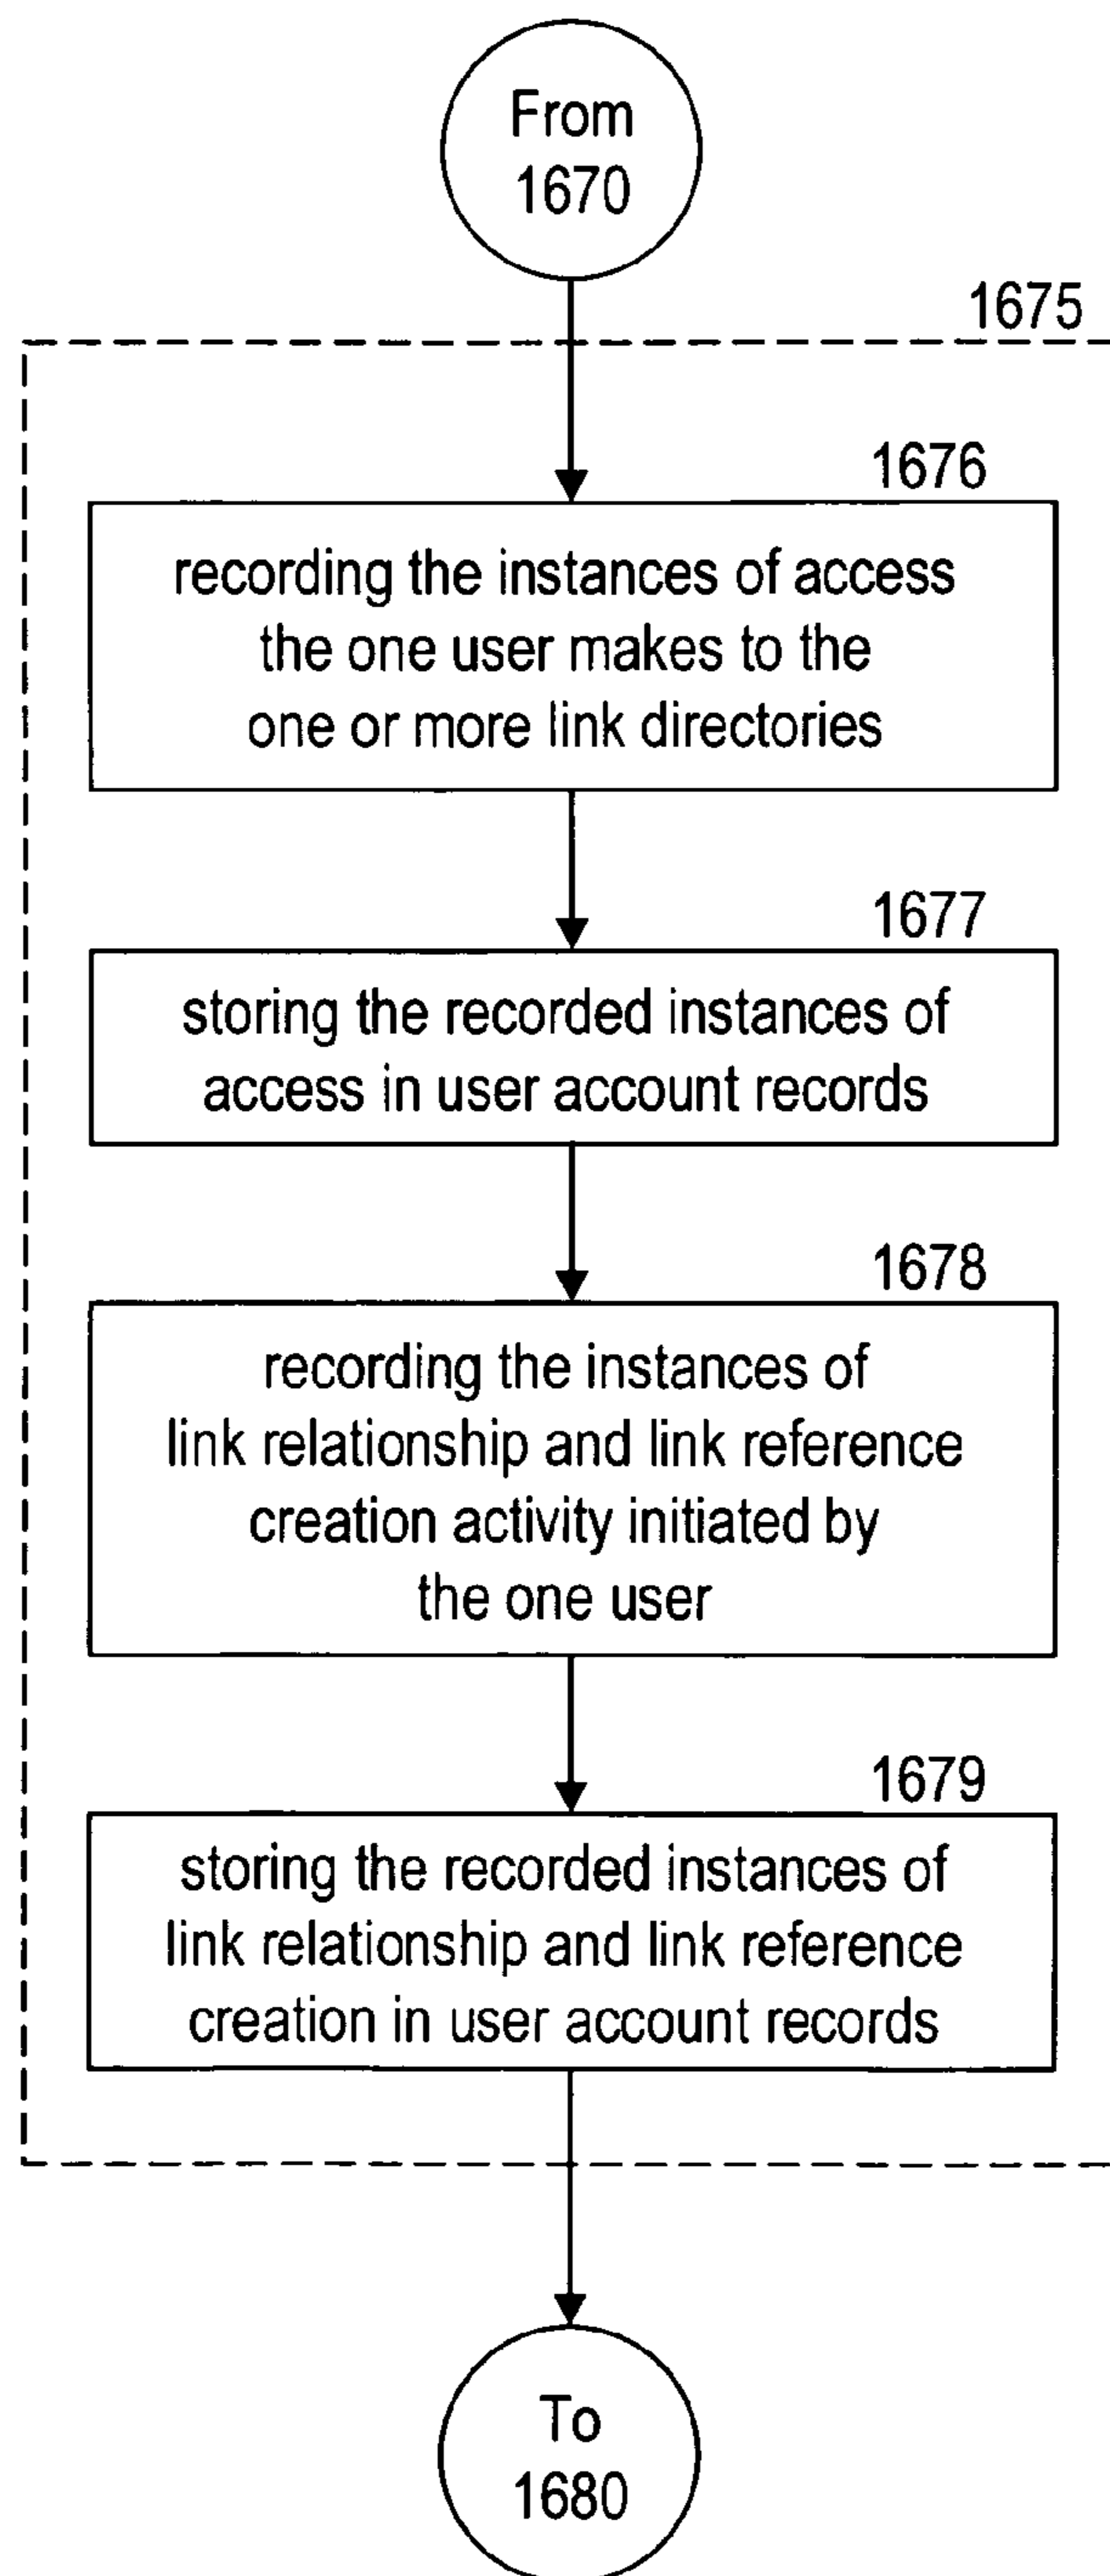 From
1670
1675
1676
recording the instances of access
the one user makes to the
one or more link directories
1677
storing the recorded instances of
access in user account records
1678
recording the instances of
link relationship and link reference
creation activity initiated by
the one user
1679
storing the recorded instances of
link relationship and link reference
creation in user account records
To
1680